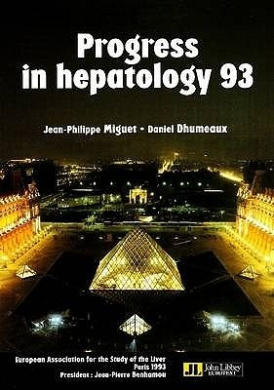 Progress
in hepatology 93
Jean-Philippe Miguet - Daniel Dhumeaux
European Association for the Study of the Liver
Paris 1993
President : Jean-Pierre Benhamou
JL John Libbey
EUROTEXT